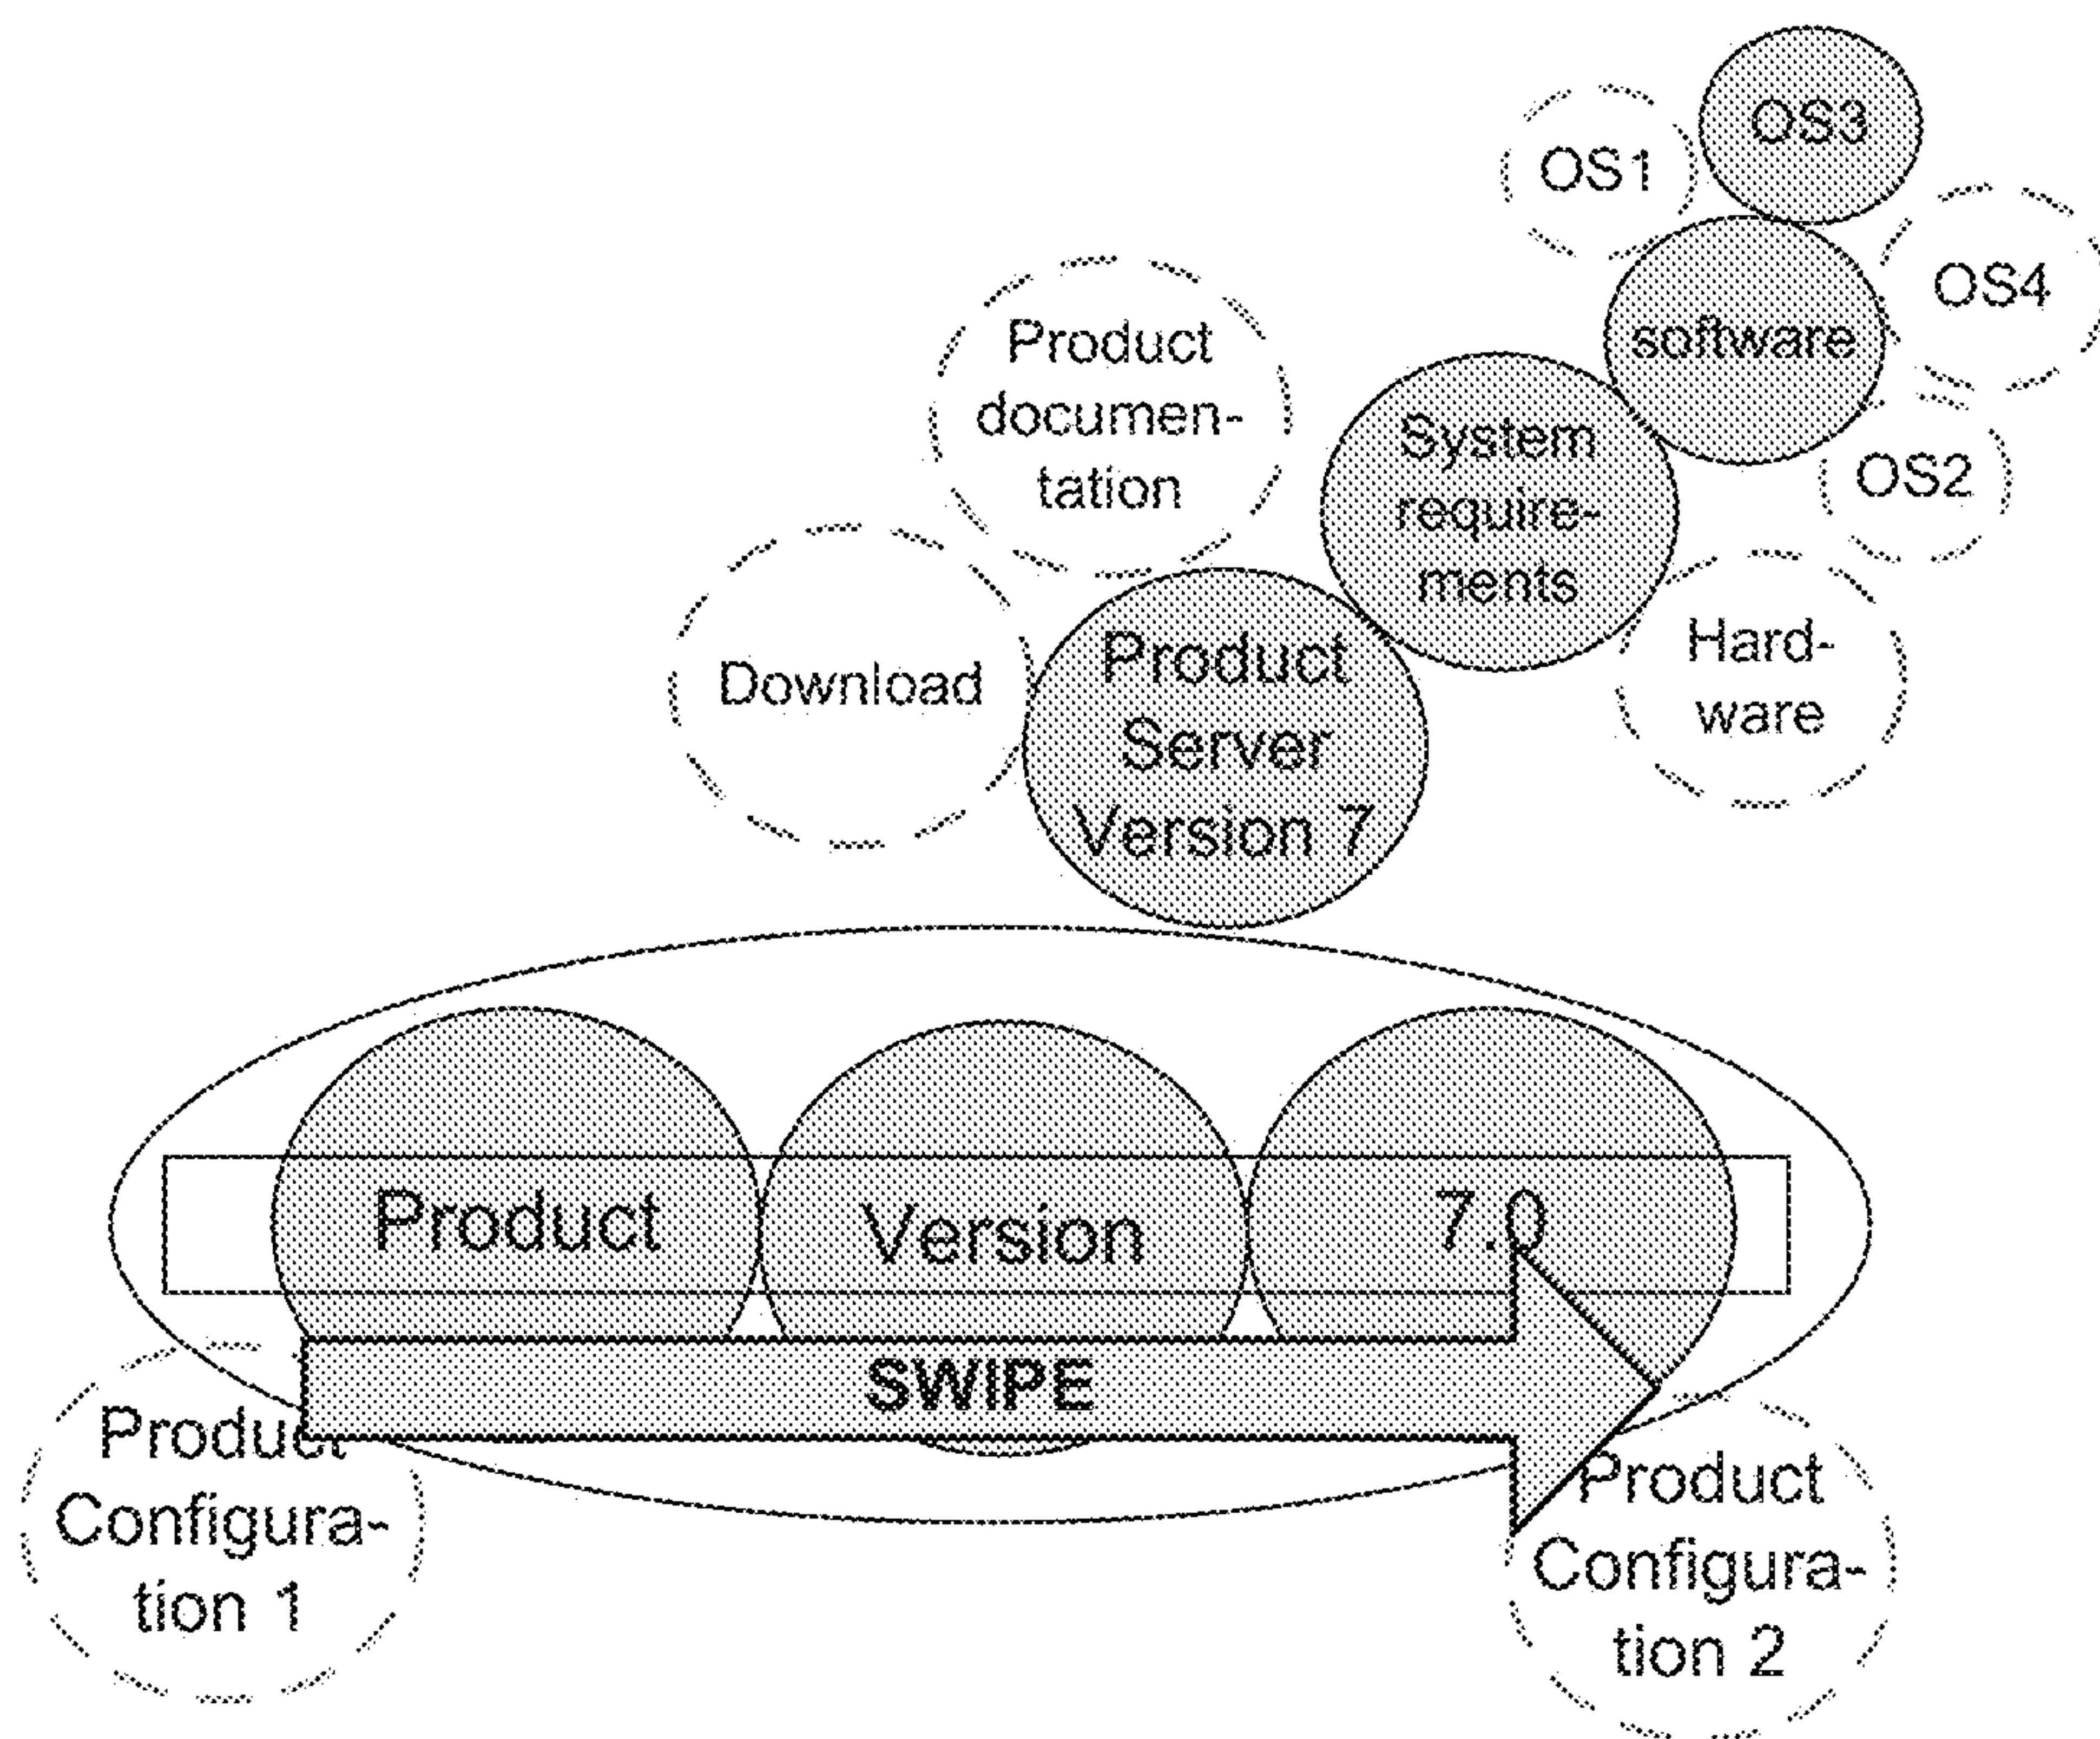 OS3
OS1
OS4
software
OS2
Product
documen-
tation
System
require-
ments
Hard-
ware
Download
Product
Server
Version 7
Product
Version
7.0
SWIPE
Product
Configura-
tion 1
Product
Configura-
tion 2